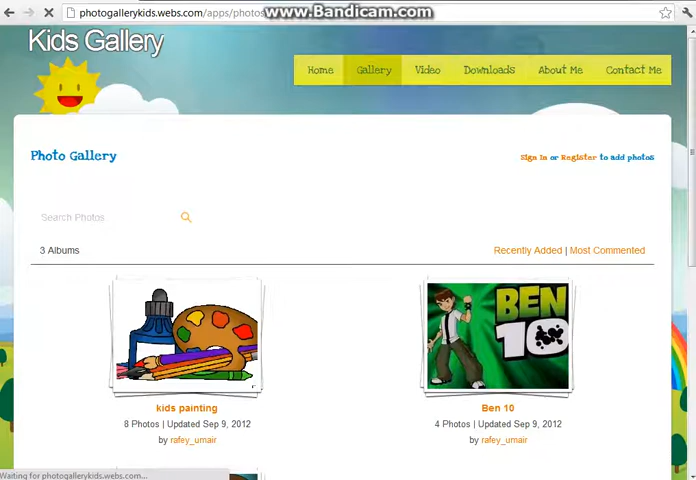 photogallerykids.webs.com/apps/photos
www.Bandicam.com
Kids Gallery
Home Gallery Video Downloads About Me Contact Me
Photo Gallery
Sign In or Register to add photos
Search Photos
3 Albums
Recently Added | Most Commented
BEN
10
kids painting
8 Photos | Updated Sep 9, 2012
by rafey_umair
Ben 10
4 Photos | Updated Sep 9, 2012
by rafey_umair
Waiting for photogallerykids.webs.com...